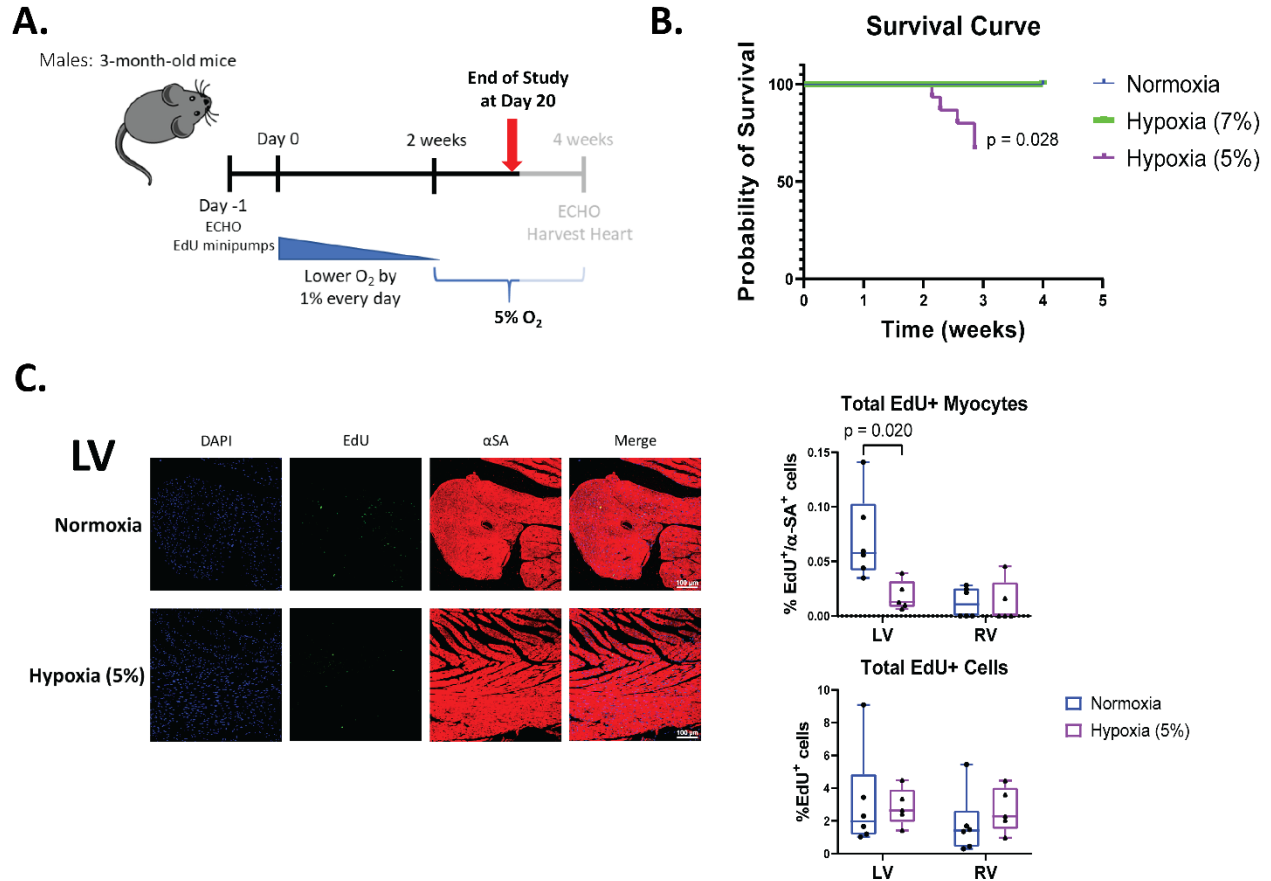 A.
Males: 3-month-old mice
End of Study
at Day 20
Day 0
2 weeks
4 weeks
Day -1
ECHO
EdU minipumps
ECHO
Harvest Heart
Lower O₂ by
1% every day
5% O₂
B.
Survival Curve
Probability of Survival
100
50
0
0 1 2 3 4 5
Time (weeks)
p = 0.028
Normoxia
Hypoxia (7%)
Hypoxia (5%)
C.
LV
DAPI EdU αSA Merge
Normoxia
100 µm
Hypoxia (5%)
100 µm
Total EdU+ Myocytes
p = 0.020
% EdU⁺/α-SA⁺ cells
0.15
0.10
0.05
0.00
LV RV
Total EdU+ Cells
%EdU⁺ cells
10
8
6
4
2
0
LV RV
Normoxia
Hypoxia (5%)